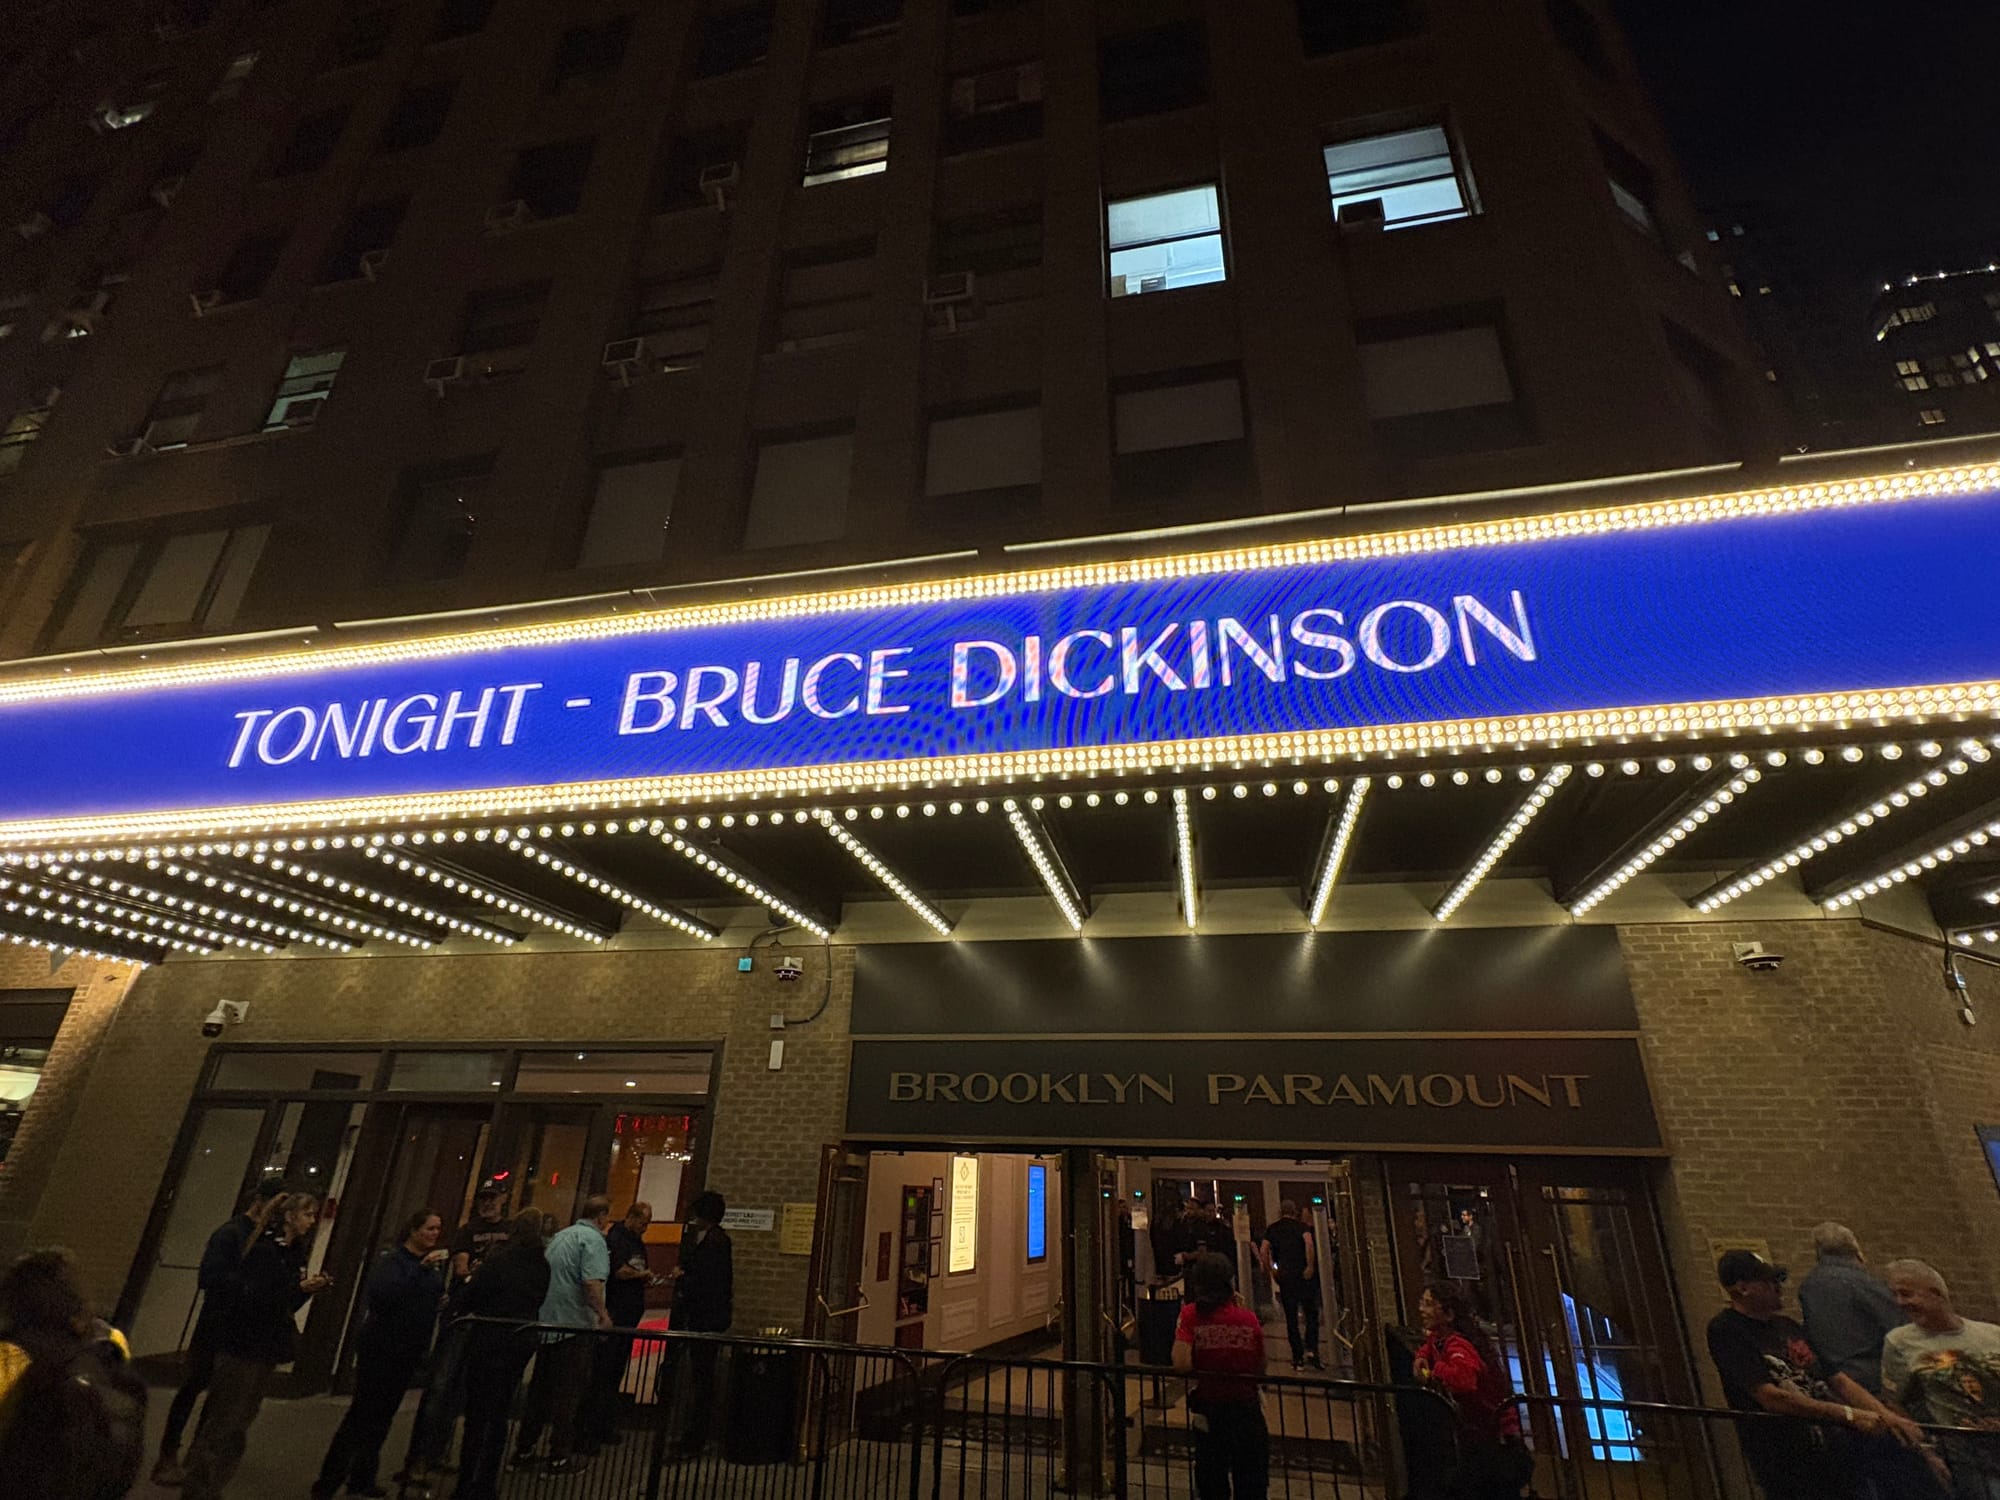 TONIGHT - BRUCE DICKINSON
BROOKLYN PARAMOUNT